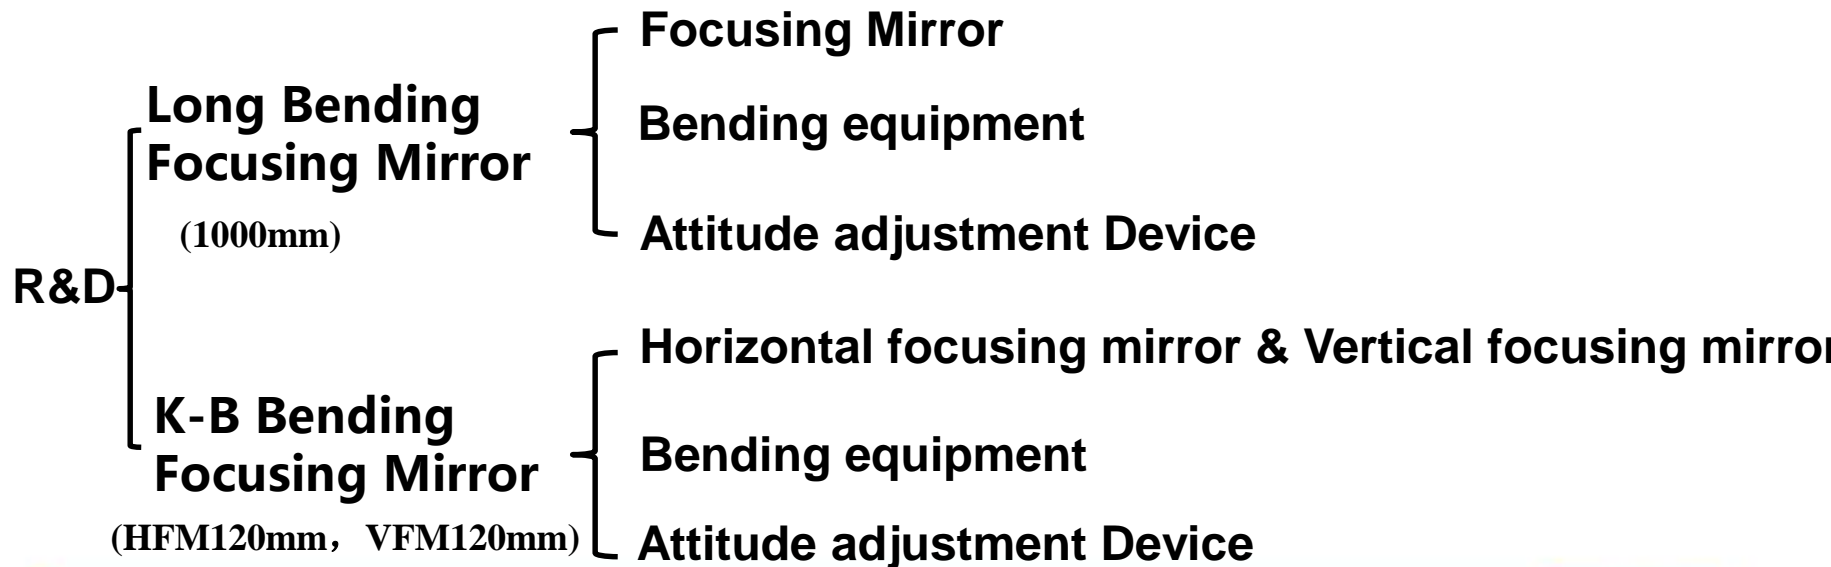 R&D
Long Bending
Focusing Mirror
(1000mm)
Focusing Mirror
Bending equipment
Attitude adjustment Device
K-B Bending
Focusing Mirror
(HFM120mm，VFM120mm)
Horizontal focusing mirror & Vertical focusing mirror
Bending equipment
Attitude adjustment Device